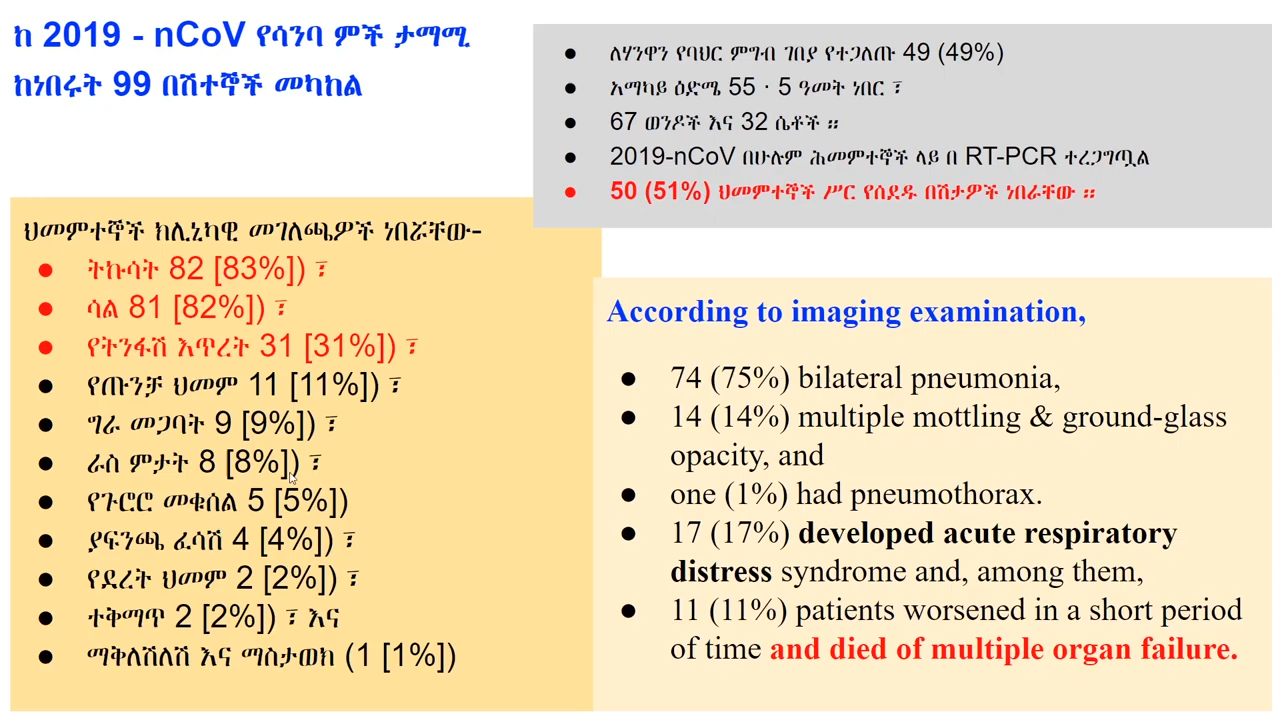 ከ 2019 - nCoV የሳንባ ምች ታማሚ
ከነበሩት 99 በሽተኞች መካከል
● ለሃንዋን የባህር ምግብ ገበያ የተጋለጡ 49 (49%)
● አማካይ ዕድሜ 55 · 5 ዓመት ነበር ፣
● 67 ወንዶች እና 32 ሴቶች ።
● 2019-nCoV በሁሉም ሕመምተኞች ላይ በ RT-PCR ተረጋግጧል
● 50 (51%) ህመምተኞች ሥር የሰደዱ በሽታዎች ነበራቸው ።
ህመምተኞች ክሊኒካዊ መገለጫዎች ነበሯቸው-
● ትኩሳት 82 [83%]) ፣
● ሳል 81 [82%]) ፣
● የትንፋሽ እጥረት 31 [31%]) ፣
● የጡንቻ ህመም 11 [11%]) ፣
● ግራ መጋባት 9 [9%]) ፣
● ራስ ምታት 8 [8%]) ፣
● የጉሮሮ መቁሰል 5 [5%])
● ያፍንጫ ፈሳሽ 4 [4%]) ፣
● የደረት ህመም 2 [2%]) ፣
● ተቅማጥ 2 [2%]) ፣ እና
● ማቅለሽለሽ እና ማስታወክ (1 [1%])
According to imaging examination,
● 74 (75%) bilateral pneumonia,
● 14 (14%) multiple mottling & ground-glass
opacity, and
● one (1%) had pneumothorax.
● 17 (17%) developed acute respiratory
distress syndrome and, among them,
● 11 (11%) patients worsened in a short period
of time and died of multiple organ failure.